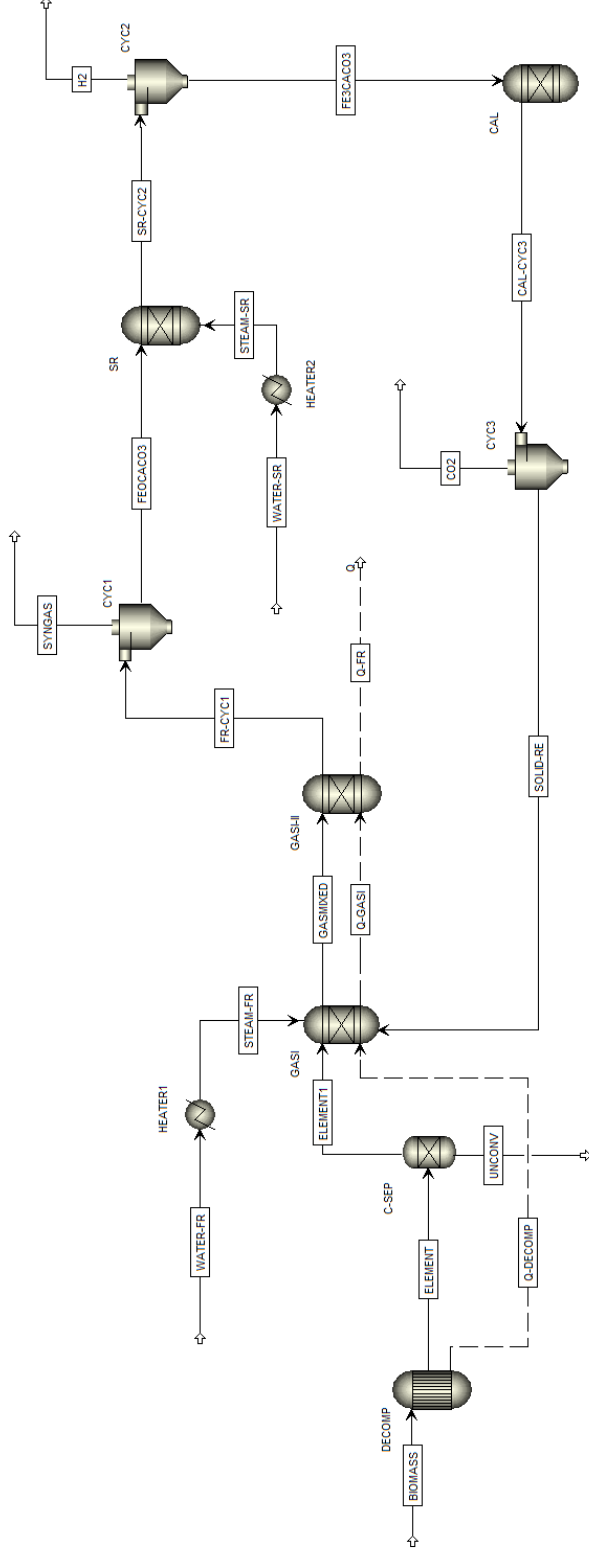 BIOMASS
DECOMP
ELEMENT
Q-DECOMP
C-SEP
UNCONV
ELEMENT1
WATER-FR
HEATER1
STEAM-FR
GASI
GASMIXED
Q-GASI
GASI-II
Q-FR
Q
FR-CYC1
CYC1
SYNGAS
FEOCACO3
WATER-SR
HEATER2
STEAM-SR
SR
SR-CYC2
CYC2
H2
FE3CACO3
CAL
CAL-CYC3
CYC3
CO2
SOLID-RE